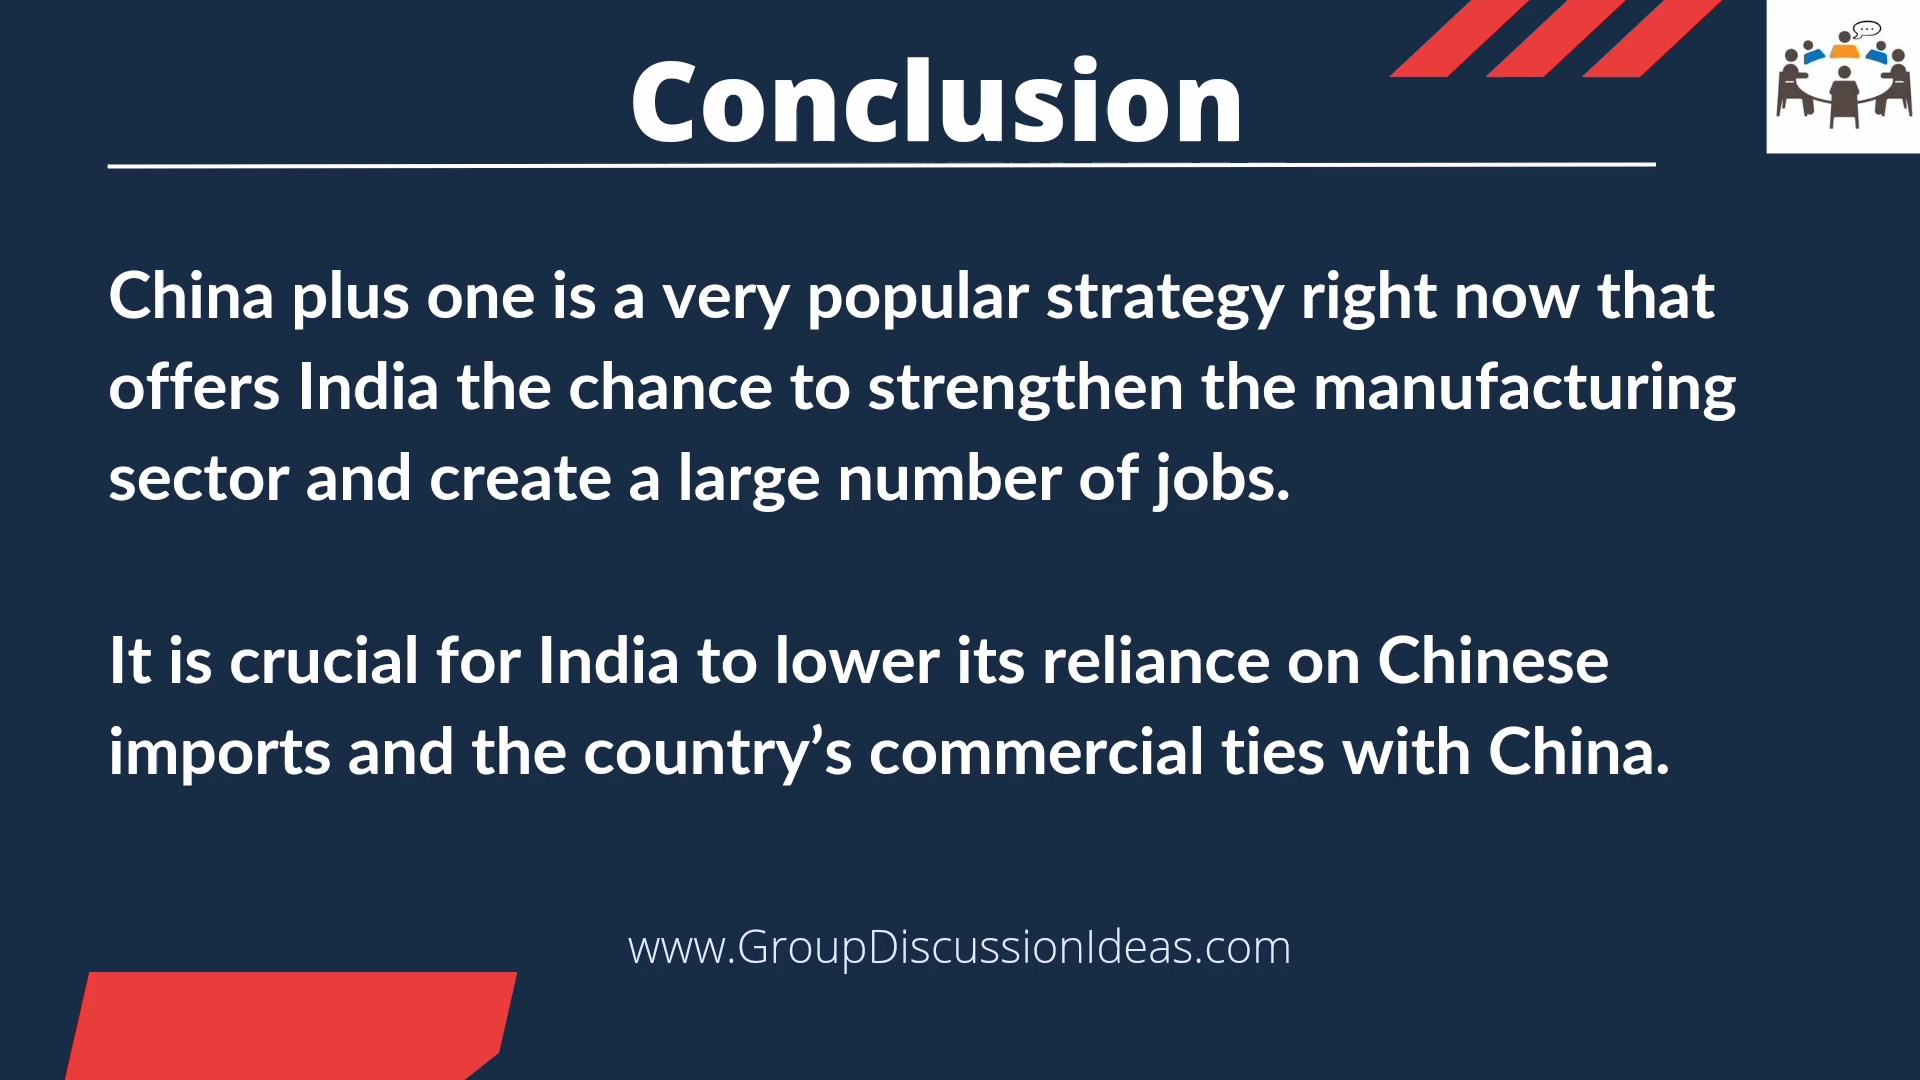 Conclusion
China plus one is a very popular strategy right now that
offers India the chance to strengthen the manufacturing
sector and create a large number of jobs.
It is crucial for India to lower its reliance on Chinese
imports and the country’s commercial ties with China.
www.GroupDiscussionIdeas.com